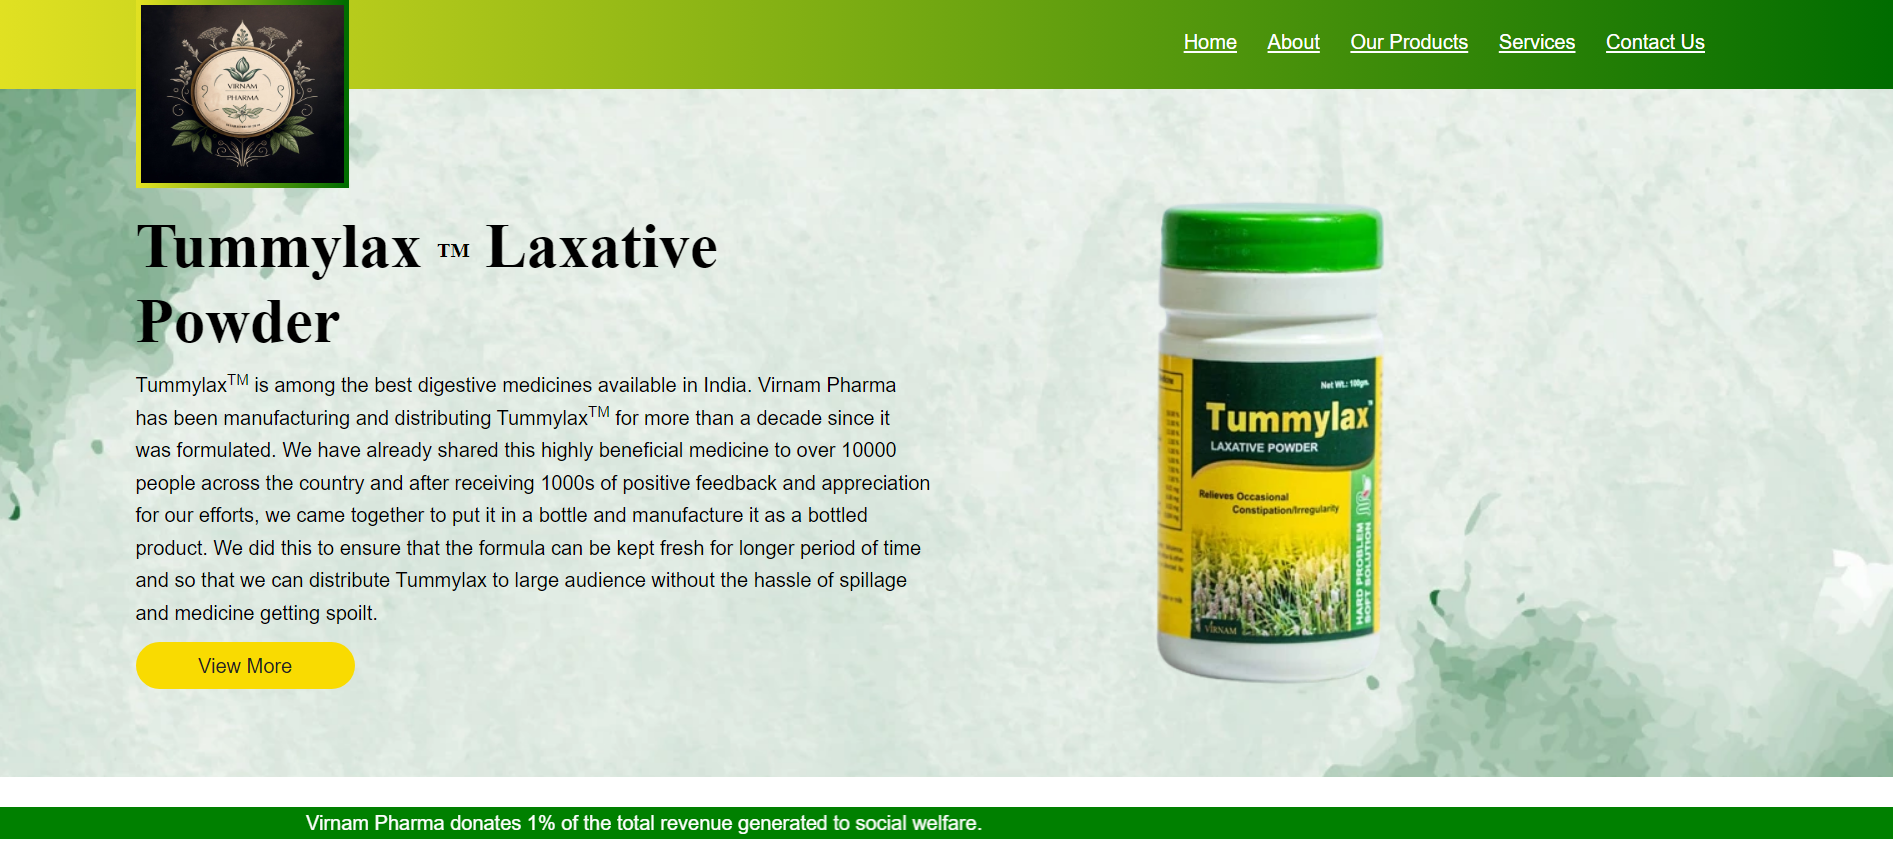 VIRNAM
PHARMA
Home About Our Products Services Contact Us
Tummylax ™ Laxative
Powder
Tummylax™ is among the best digestive medicines available in India. Virnam Pharma
has been manufacturing and distributing Tummylax™ for more than a decade since it
was formulated. We have already shared this highly beneficial medicine to over 10000
people across the country and after receiving 1000s of positive feedback and appreciation
for our efforts, we came together to put it in a bottle and manufacture it as a bottled
product. We did this to ensure that the formula can be kept fresh for longer period of time
and so that we can distribute Tummylax to large audience without the hassle of spillage
and medicine getting spoilt.
View More
Net Wt.: 100gm.
Tummylax™
LAXATIVE POWDER
Relieves Occasional
Constipation/Irregularity
HARD PROBLEM
SOFT SOLUTION
VIRNAM
Virnam Pharma donates 1% of the total revenue generated to social welfare.